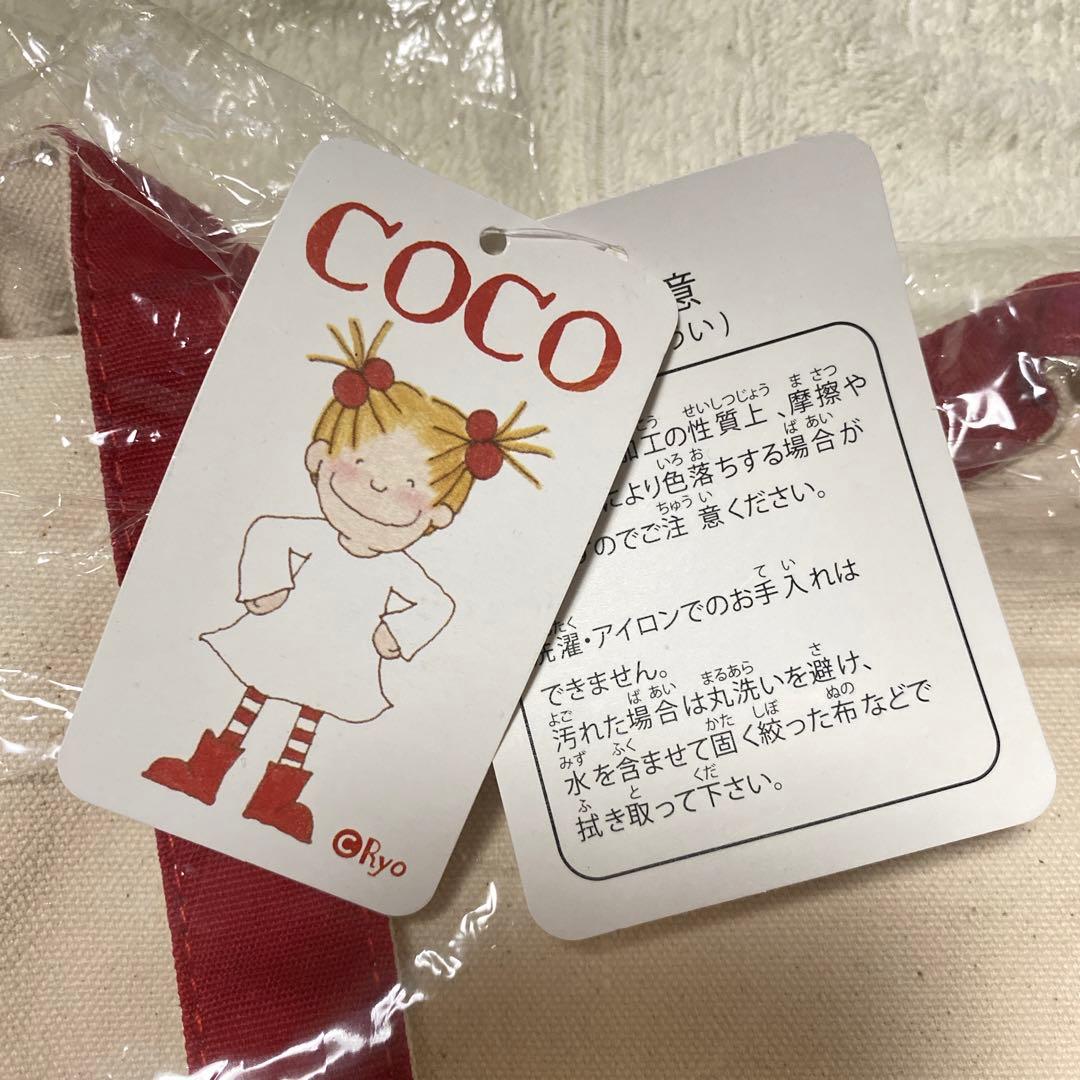 COCO
©Ryo
意
い)
工の性質上、摩擦や
により色落ちする場合が
のでご注意ください。
洗濯・アイロンでのお手入れは
できません。
汚れた場合は丸洗いを避け、
水を含ませて固く絞った布などで
拭き取って下さい。